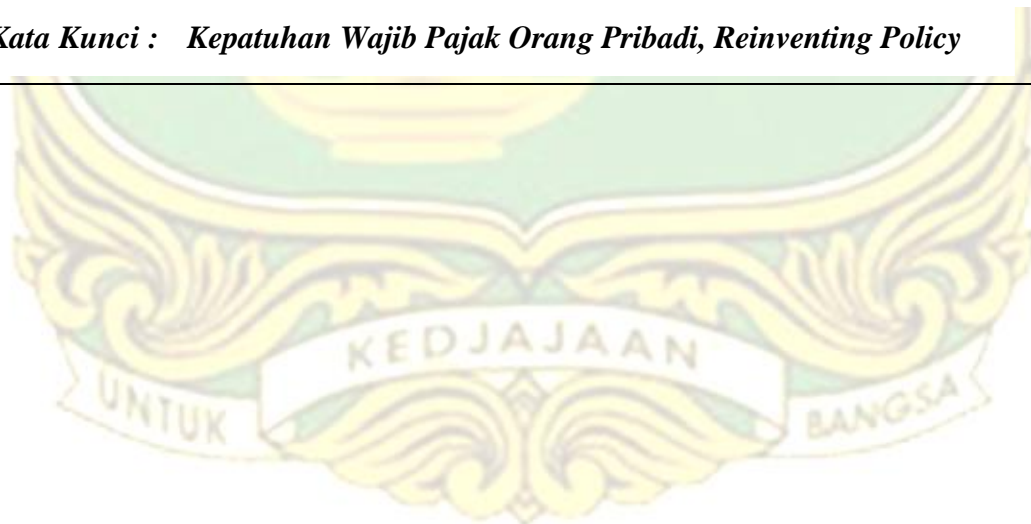 Kata Kunci : Kepatuhan Wajib Pajak Orang Pribadi, Reinventing Policy
UNTUK KEDJAJAAN BANGSA